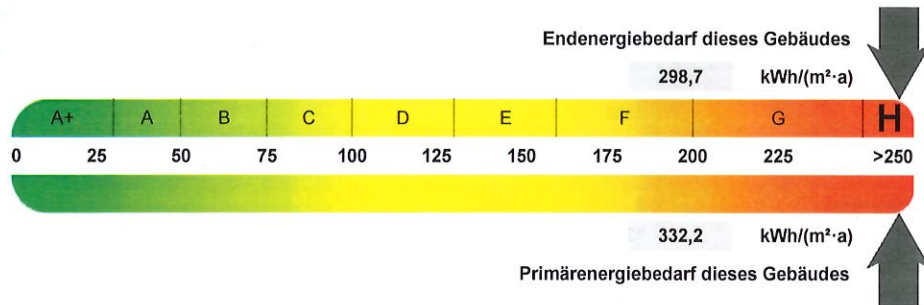 Endenergiebedarf dieses Gebäudes
298,7 kWh/(m²·a)
A+ A B C D E F G H
0 25 50 75 100 125 150 175 200 225 >250
332,2 kWh/(m²·a)
Primärenergiebedarf dieses Gebäudes